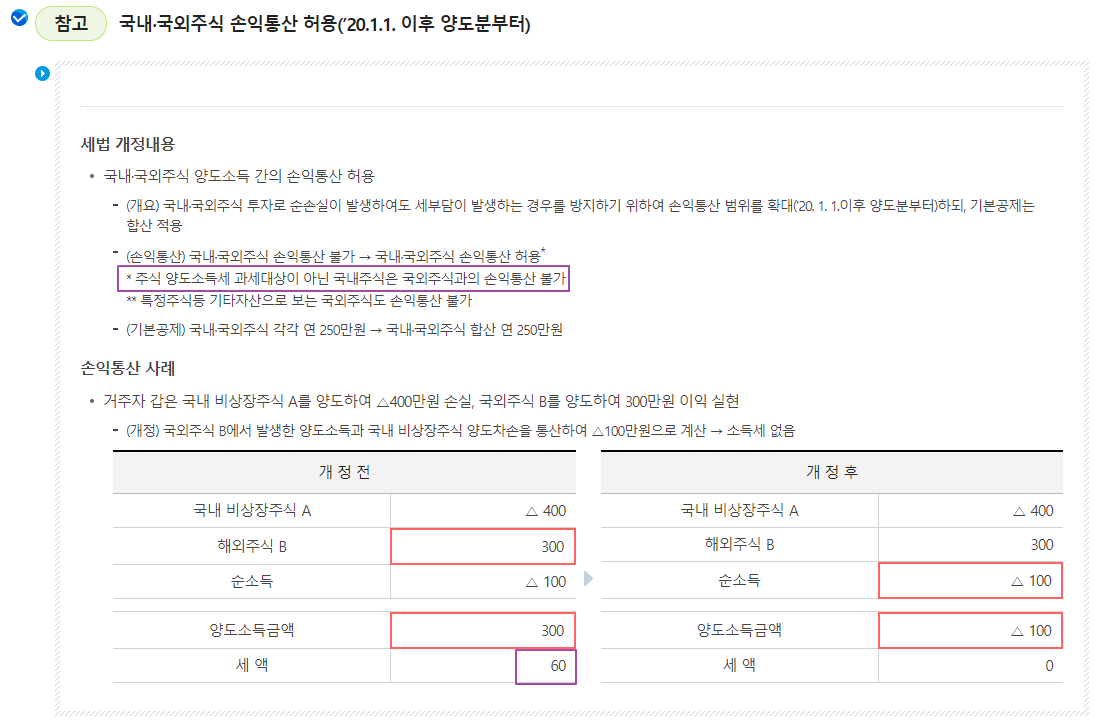 참고 국내·국외주식 손익통산 허용('20.1.1. 이후 양도분부터)
세법 개정내용
• 국내·국외주식 양도소득 간의 손익통산 허용
- (개요) 국내·국외주식 투자로 순손실이 발생하여도 세부담이 발생하는 경우를 방지하기 위하여 손익통산 범위를 확대('20. 1. 1.이후 양도분부터)하되, 기본공제는
합산 적용
- (손익통산) 국내·국외주식 손익통산 불가 → 국내·국외주식 손익통산 허용*
* 주식 양도소득세 과세대상이 아닌 국내주식은 국외주식과의 손익통산 불가
** 특정주식등 기타자산으로 보는 국외주식도 손익통산 불가
- (기본공제) 국내·국외주식 각각 연 250만원 → 국내·국외주식 합산 연 250만원
손익통산 사례
• 거주자 갑은 국내 비상장주식 A를 양도하여 △400만원 손실, 국외주식 B를 양도하여 300만원 이익 실현
- (개정) 국외주식 B에서 발생한 양도소득과 국내 비상장주식 양도차손을 통산하여 △100만원으로 계산 → 소득세 없음
개 정 전
국내 비상장주식 A △ 400
해외주식 B 300
순소득 △ 100
양도소득금액 300
세 액 60
개 정 후
국내 비상장주식 A △ 400
해외주식 B 300
순소득 △ 100
양도소득금액 △ 100
세 액 0